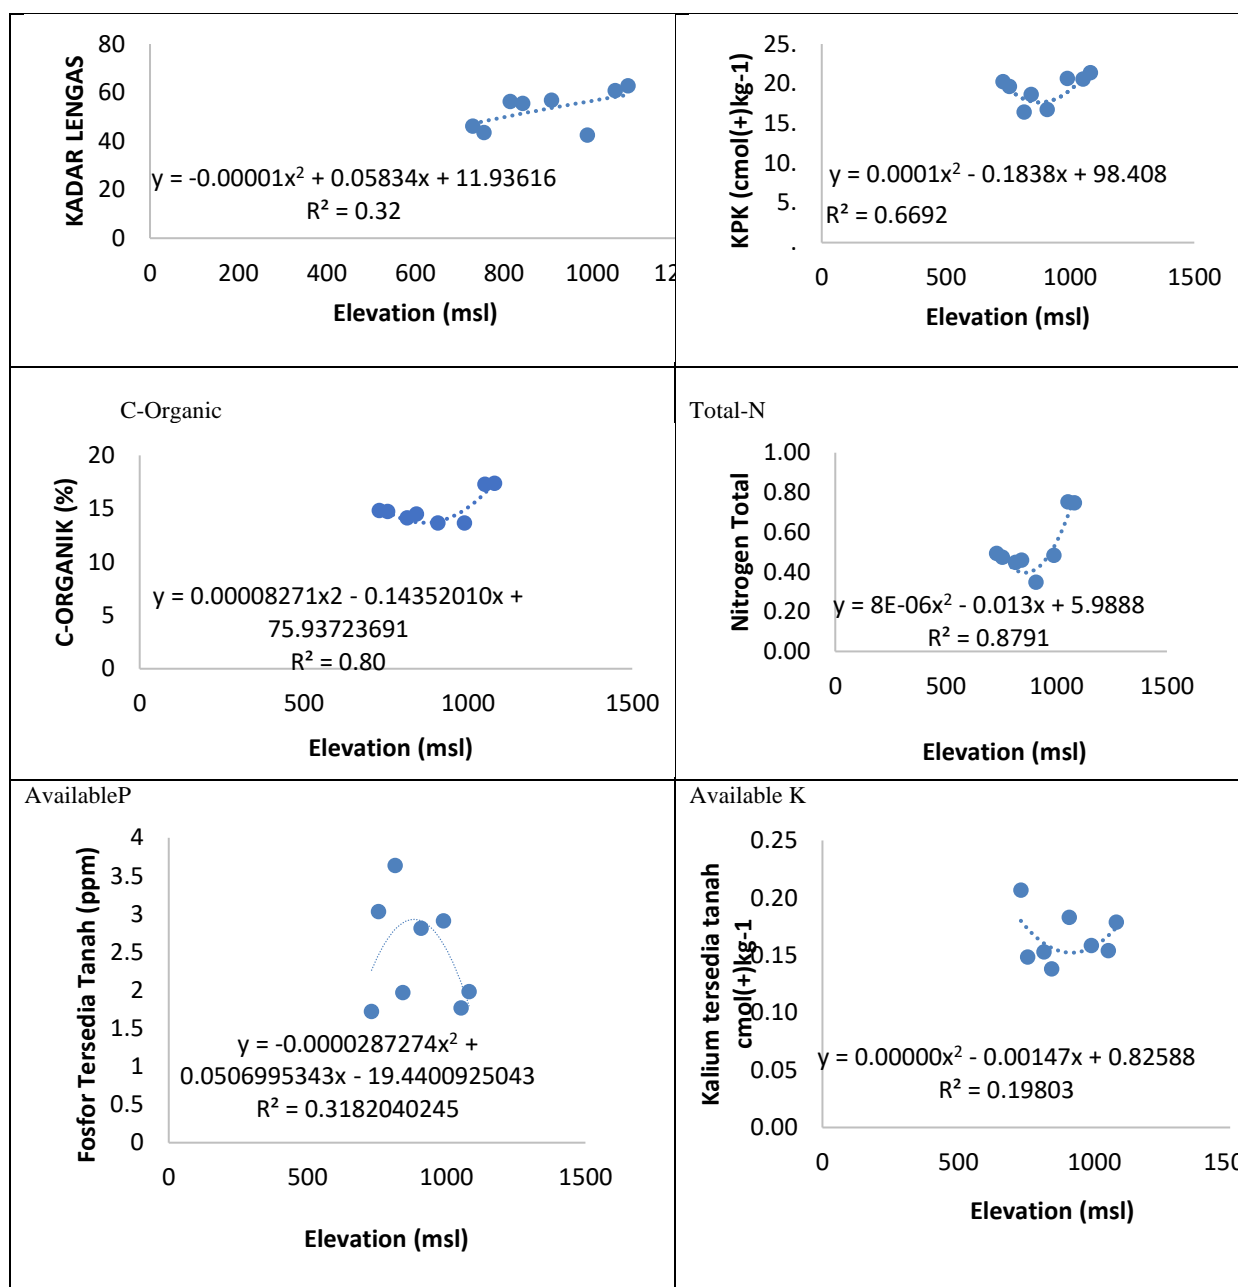 KADAR LENGAS
80
60
40
20
0
y = -0.00001x² + 0.05834x + 11.93616
R² = 0.32
0 200 400 600 800 1000 12
Elevation (msl)
KPK (cmol(+)kg-1)
25.
20.
15.
10.
5.
.
y = 0.0001x² - 0.1838x + 98.408
R² = 0.6692
0 500 1000 1500
Elevation (msl)
C-Organic
C-ORGANIK (%)
20
15
10
5
0
y = 0.00008271x2 - 0.14352010x +
75.93723691
R² = 0.80
0 500 1000 1500
Elevation (msl)
Total-N
Nitrogen Total
1.00
0.80
0.60
0.40
0.20
0.00
y = 8E-06x² - 0.013x + 5.9888
R² = 0.8791
0 500 1000 1500
Elevation (msl)
AvailableP
Fosfor Tersedia Tanah (ppm)
4
3.5
3
2.5
2
1.5
1
0.5
0
y = -0.0000287274x² +
0.0506995343x - 19.4400925043
R² = 0.3182040245
0 500 1000 1500
Elevation (msl)
Available K
Kalium tersedia tanah
cmol(+)kg-1
0.25
0.20
0.15
0.10
0.05
0.00
y = 0.00000x² - 0.00147x + 0.82588
R² = 0.19803
0 500 1000 150
Elevation (msl)